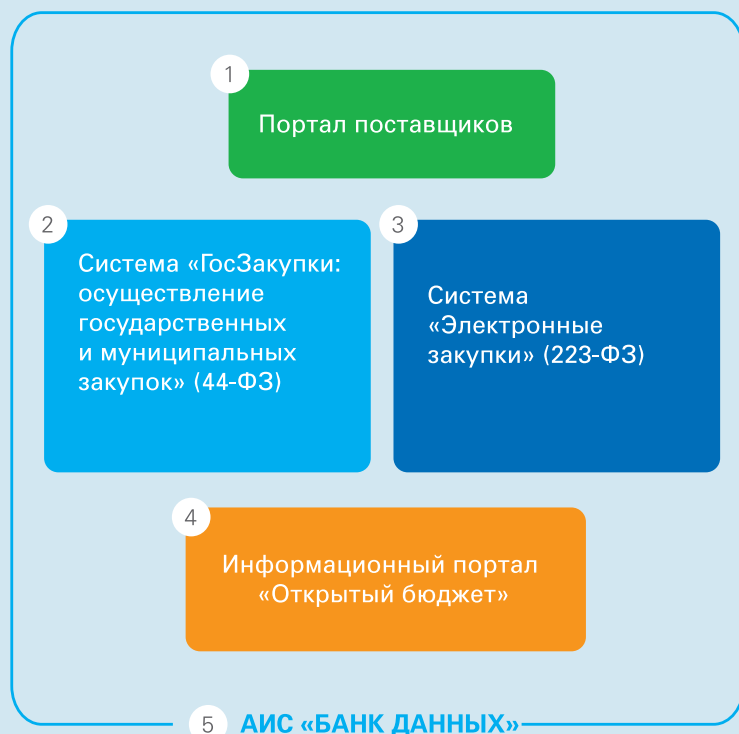 1
Портал поставщиков
2
Система «ГосЗакупки:
осуществление
государственных
и муниципальных
закупок» (44-ФЗ)
3
Система
«Электронные
закупки» (223-ФЗ)
4
Информационный портал
«Открытый бюджет»
5 АИС «БАНК ДАННЫХ»